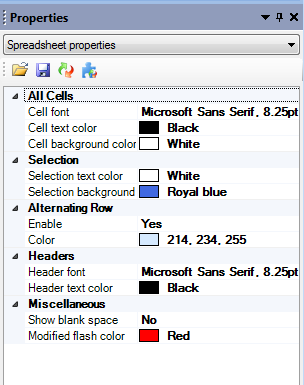 Properties
Spreadsheet properties
All Cells
Cell font Microsoft Sans Serif, 8.25pt
Cell text color Black
Cell background color White
Selection
Selection text color White
Selection background Royal blue
Alternating Row
Enable Yes
Color 214, 234, 255
Headers
Header font Microsoft Sans Serif, 8.25pt
Header text color Black
Miscellaneous
Show blank space No
Modified flash color Red